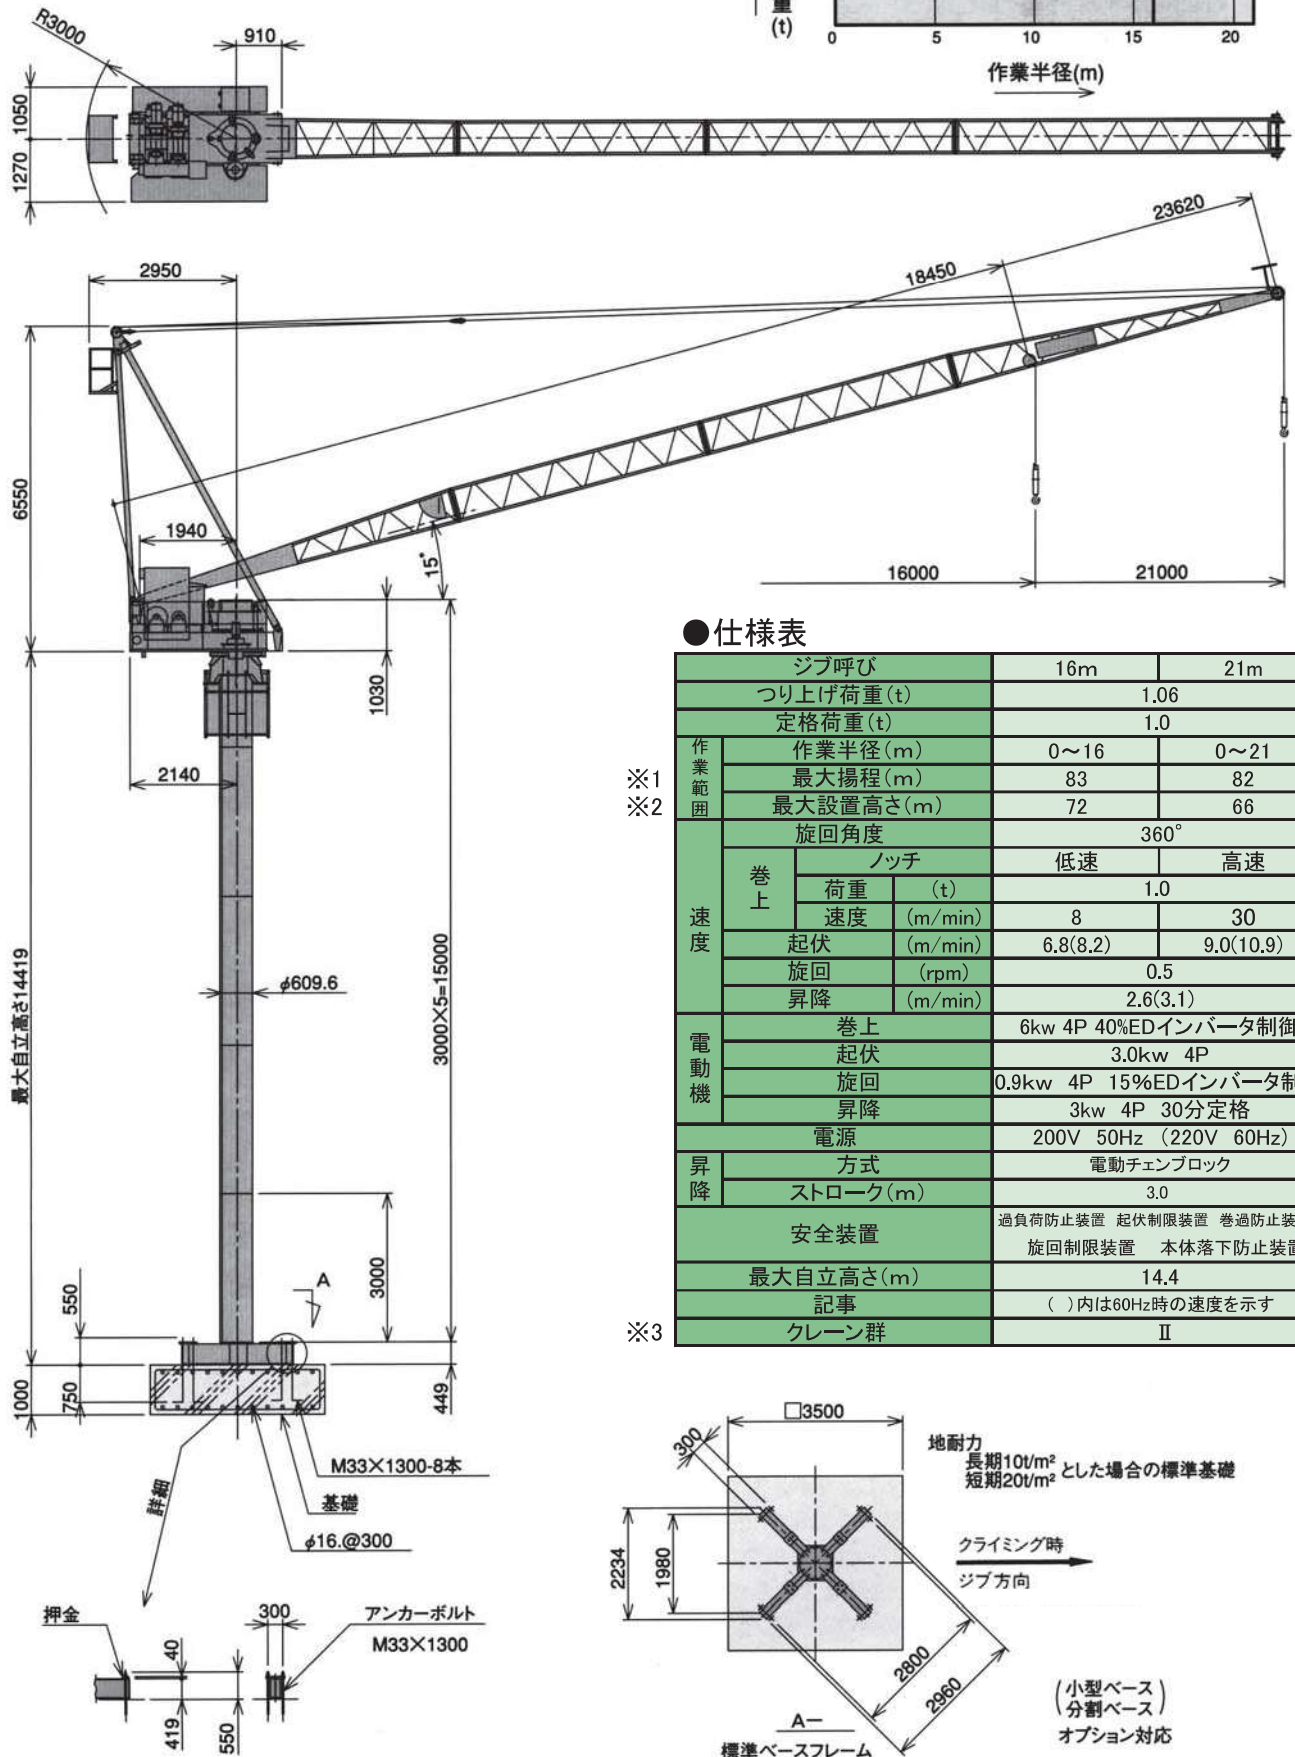 重
(t)
0 5 10 15 20
作業半径(m)
R3000
910
1050
1270
23620
18450
2950
6550
1940
15°
16000
21000
1030
2140
最大自立高さ14419
φ609.6
3000×5=15000
3000
A
550
1000
750
449
M33×1300-8本
基礎
φ16.@300
詳細
押金
40
419
550
300
アンカーボルト
M33×1300
●仕様表
ジブ呼び 16m 21m
つり上げ荷重(t) 1.06
定格荷重(t) 1.0
作業範囲 作業半径(m) 0～16 0～21
※1 最大揚程(m) 83 82
※2 最大設置高さ(m) 72 66
速度 旋回角度 360°
巻上 ノッチ 低速 高速
荷重 (t) 1.0
速度 (m/min) 8 30
起伏 (m/min) 6.8(8.2) 9.0(10.9)
旋回 (rpm) 0.5
昇降 (m/min) 2.6(3.1)
電動機 巻上 6kw 4P 40%EDインバータ制御
起伏 3.0kw 4P
旋回 0.9kw 4P 15%EDインバータ制
昇降 3kw 4P 30分定格
電源 200V 50Hz (220V 60Hz)
昇降 方式 電動チェンブロック
ストローク(m) 3.0
安全装置 過負荷防止装置 起伏制限装置 巻過防止装
旋回制限装置 本体落下防止装置
最大自立高さ(m) 14.4
記事 ( )内は60Hz時の速度を示す
※3 クレーン群 Ⅱ
□3500
300
2234
1980
2800
2960
地耐力
長期10t/m²
短期20t/m² とした場合の標準基礎
クライミング時
ジブ方向
A－
標準ベースフレーム
(小型ベース
分割ベース)
オプション対応